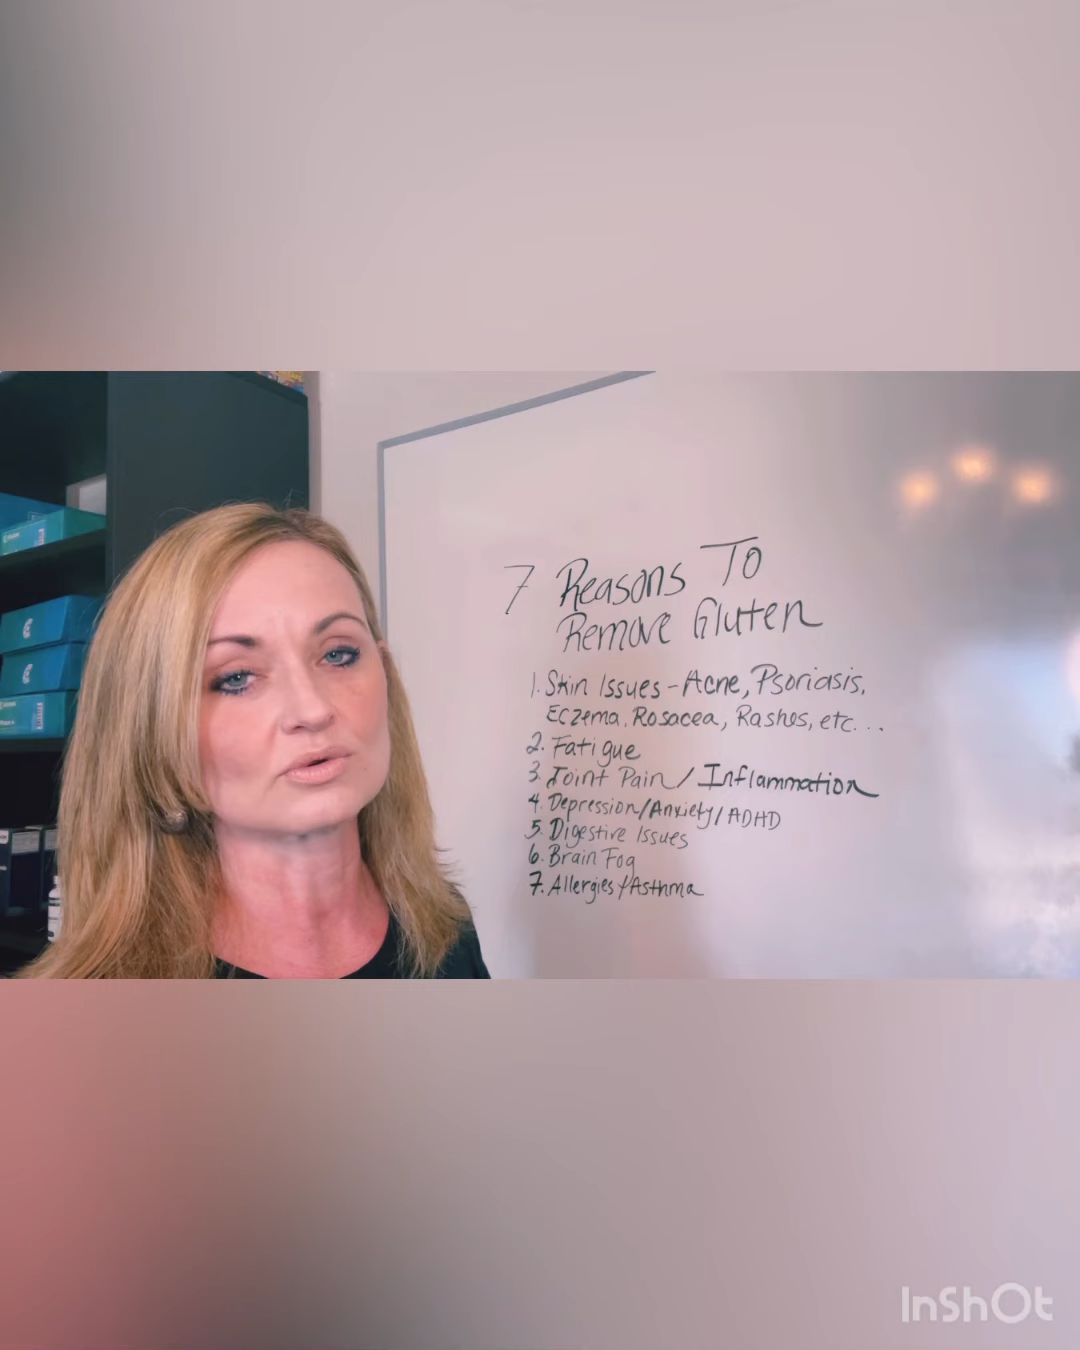 7 Reasons To
Remove Gluten
1. Skin Issues - Acne, Psoriasis,
Eczema, Rosacea, Rashes, etc...
2. Fatigue
3. Joint Pain / Inflammation
4. Depression/Anxiety/ADHD
5. Digestive Issues
6. Brain Fog
7. Allergies/Asthma
InShOt